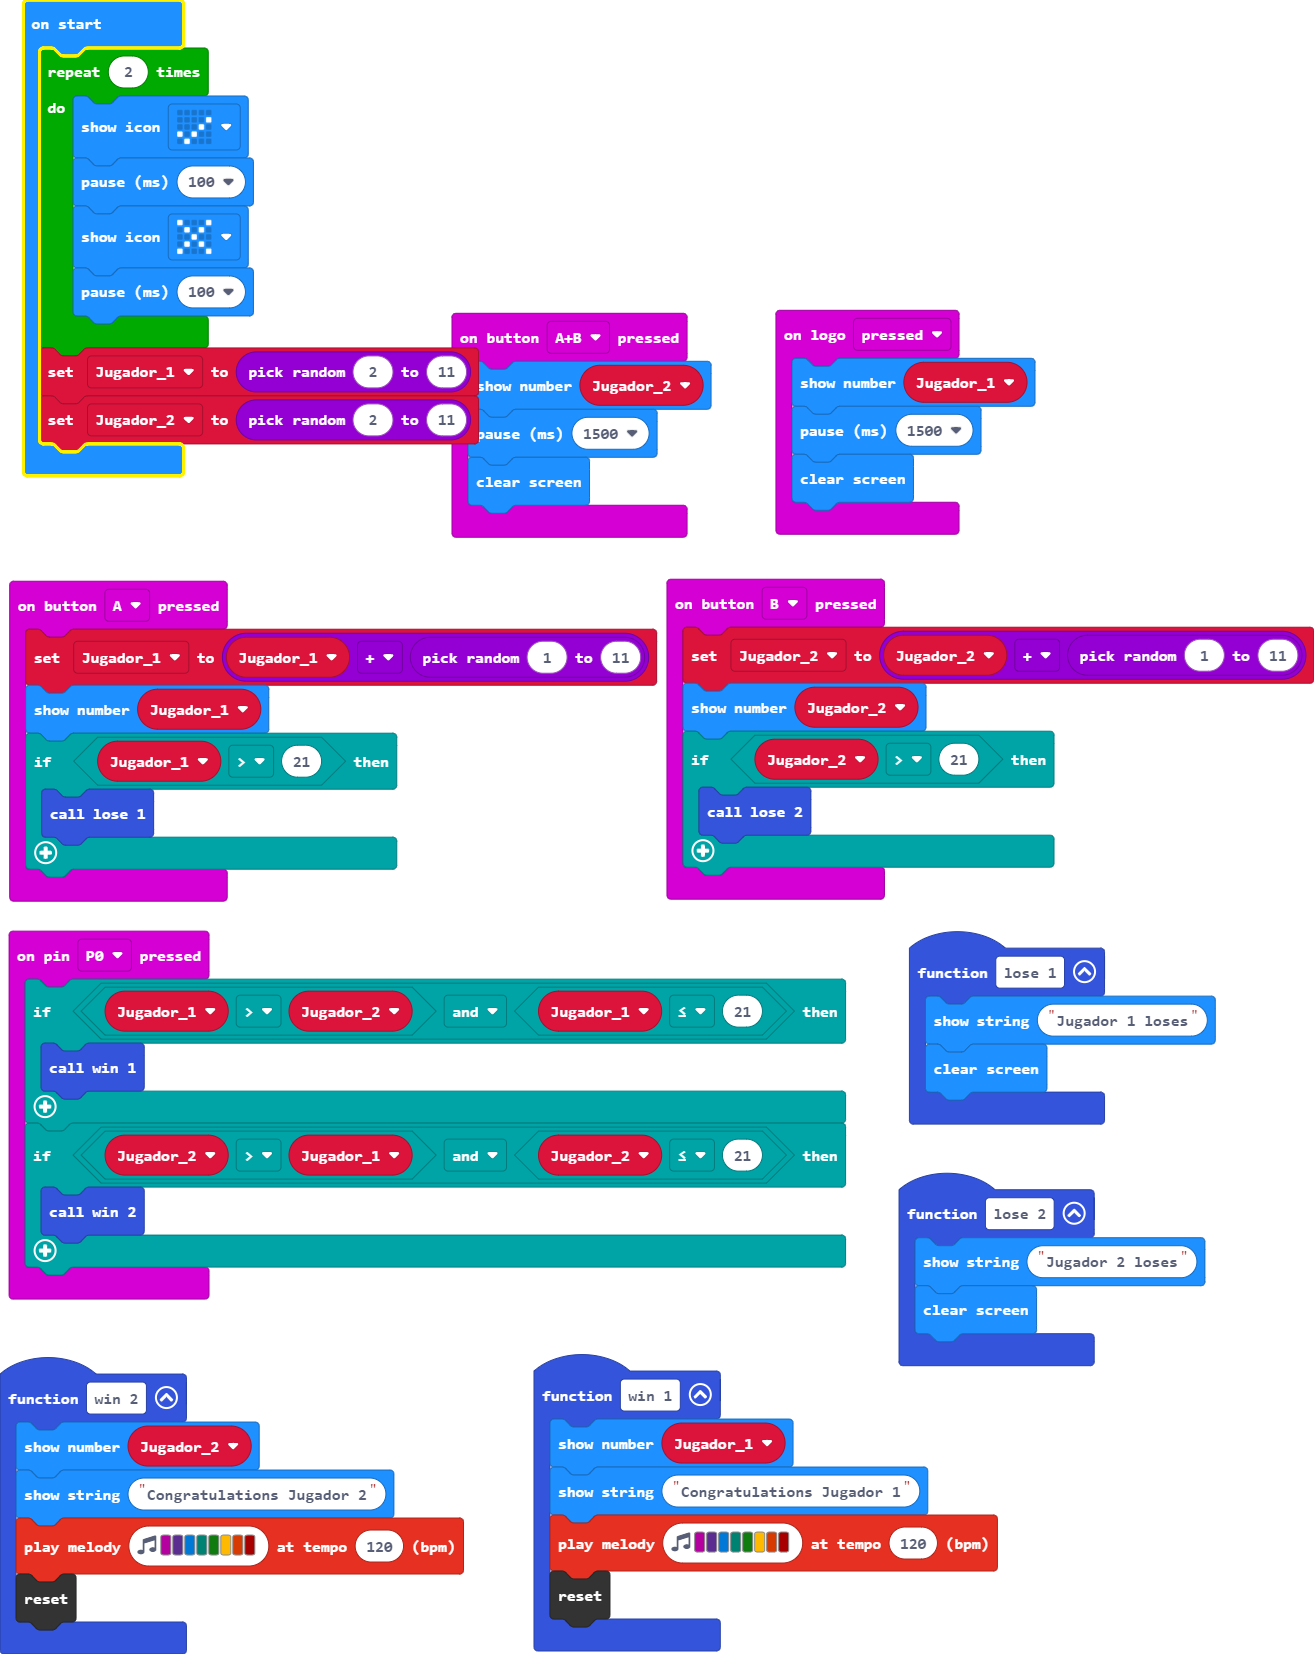 on start
repeat 2 times
do
show icon
pause (ms) 100
show icon
pause (ms) 100
set Jugador_1 to pick random 2 to 11
set Jugador_2 to pick random 2 to 11
on button A+B pressed
show number Jugador_2
pause (ms) 1500
clear screen
on logo pressed
show number Jugador_1
pause (ms) 1500
clear screen
on button A pressed
set Jugador_1 to Jugador_1 + pick random 1 to 11
show number Jugador_1
if Jugador_1 > 21 then
call lose 1
on button B pressed
set Jugador_2 to Jugador_2 + pick random 1 to 11
show number Jugador_2
if Jugador_2 > 21 then
call lose 2
on pin P0 pressed
if Jugador_1 > Jugador_2 and Jugador_1 ≤ 21 then
call win 1
if Jugador_2 > Jugador_1 and Jugador_2 ≤ 21 then
call win 2
function lose 1
show string "Jugador 1 loses"
clear screen
function lose 2
show string "Jugador 2 loses"
clear screen
function win 2
show number Jugador_2
show string "Congratulations Jugador 2"
play melody at tempo 120 (bpm)
reset
function win 1
show number Jugador_1
show string "Congratulations Jugador 1"
play melody at tempo 120 (bpm)
reset